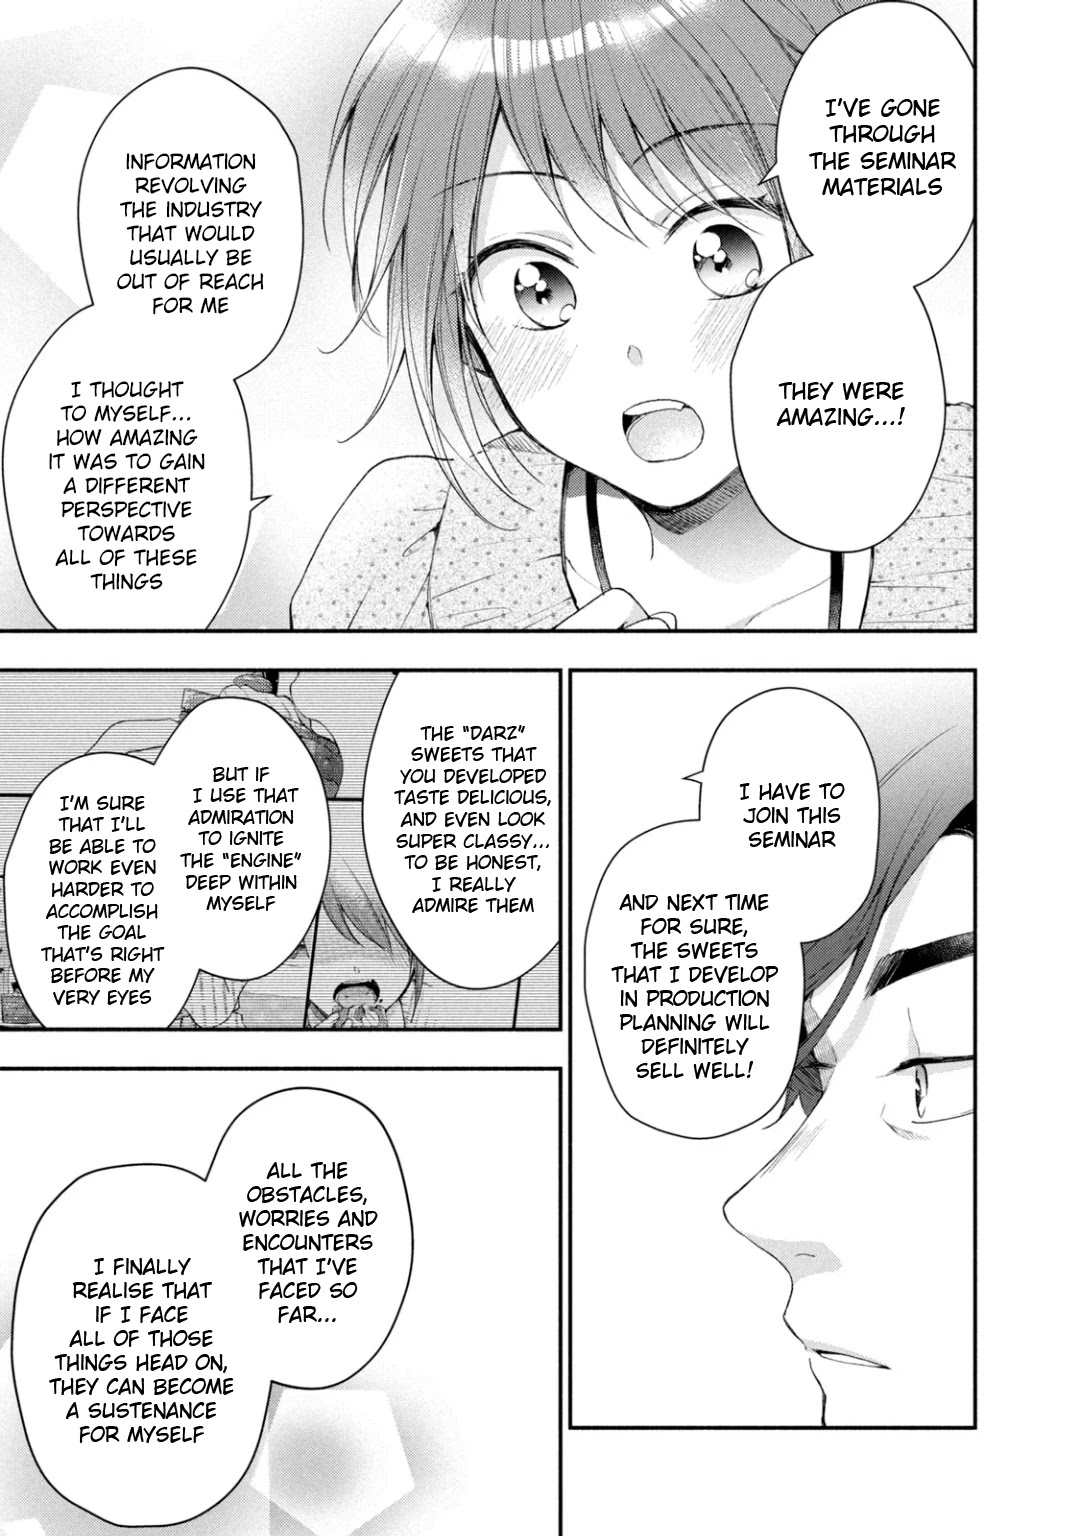 I'VE GONE
THROUGH
THE SEMINAR
MATERIALS
THEY WERE
AMAZING...!
INFORMATION
REVOLVING
THE INDUSTRY
THAT WOULD
USUALLY BE
OUT OF REACH
FOR ME
I THOUGHT
TO MYSELF...
HOW AMAZING
IT WAS TO GAIN
A DIFFERENT
PERSPECTIVE
TOWARDS
ALL OF THESE
THINGS
I HAVE TO
JOIN THIS
SEMINAR
AND NEXT TIME
FOR SURE,
THE SWEETS
THAT I DEVELOP
IN PRODUCTION
PLANNING WILL
DEFINITELY
SELL WELL!
THE "DARZ"
SWEETS THAT
YOU DEVELOPED
TASTE DELICIOUS,
AND EVEN LOOK
SUPER CLASSY...
TO BE HONEST,
I REALLY
ADMIRE THEM
BUT IF
I USE THAT
ADMIRATION
TO IGNITE
THE "ENGINE"
DEEP WITHIN
MYSELF
I'M SURE
THAT I'LL
BE ABLE TO
WORK EVEN
HARDER TO
ACCOMPLISH
THE GOAL
THAT'S RIGHT
BEFORE MY
VERY EYES
ALL THE
OBSTACLES,
WORRIES AND
ENCOUNTERS
THAT I'VE
FACED SO
FAR...
I FINALLY
REALISE THAT
IF I FACE
ALL OF THOSE
THINGS HEAD ON,
THEY CAN BECOME
A SUSTENANCE
FOR MYSELF